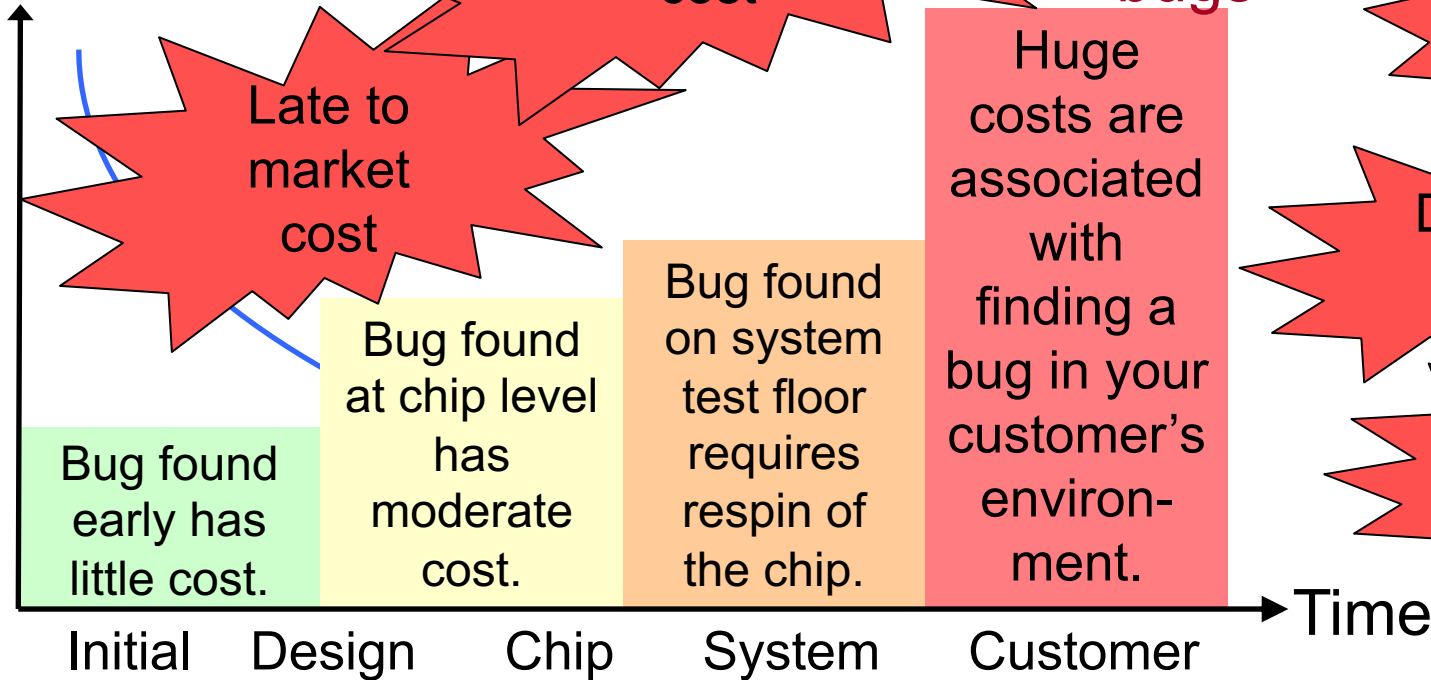 cost
bugs
Late to
market
cost
Huge
costs are
associated
with
finding a
bug in your
customer’s
environ-
ment.
Bug found
on system
test floor
requires
respin of
the chip.
Bug found
at chip level
has
moderate
cost.
Bug found
early has
little cost.
Time
Initial Design Chip System Customer